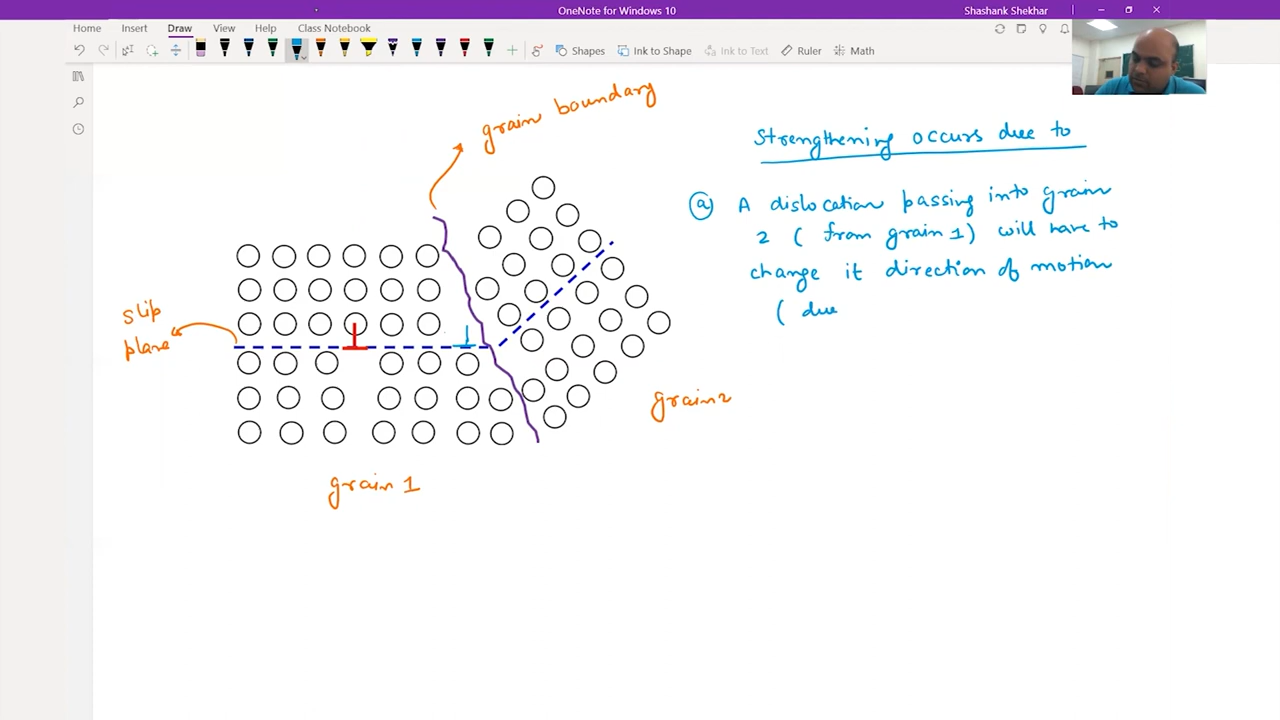 OneNote for Windows 10
Shashank Shekhar
Home Insert Draw View Help Class Notebook
Shapes Ink to Shape Ink to Text Ruler Math
grain boundary
slip
plane
grain 1
grain 2
Strengthening occurs due to
a A dislocation passing into grain
2 ( from grain 1) will have to
change it direction of motion
( due